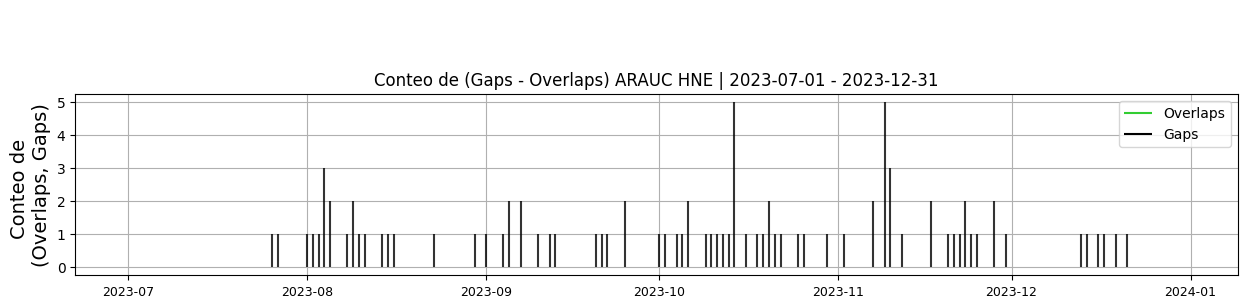 Conteo de (Gaps - Overlaps) ARAUC HNE | 2023-07-01 - 2023-12-31
Conteo de
(Overlaps, Gaps)
5
4
3
2
1
0
Overlaps
Gaps
2023-07
2023-08
2023-09
2023-10
2023-11
2023-12
2024-01